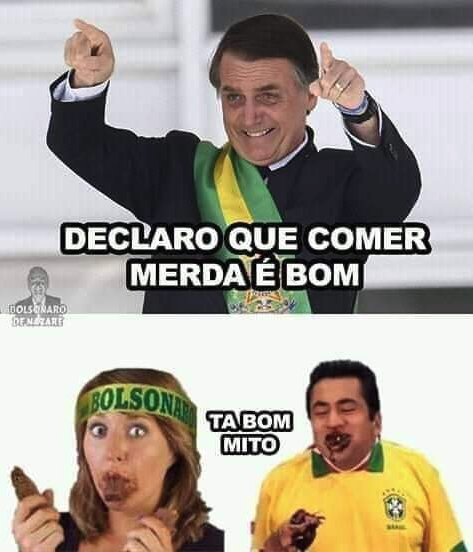 DECLARO QUE COMER
MERDA É BOM
BOLSONARO
DE NAZARÉ
BOLSONARO
TA BOM
MITO
BRASIL